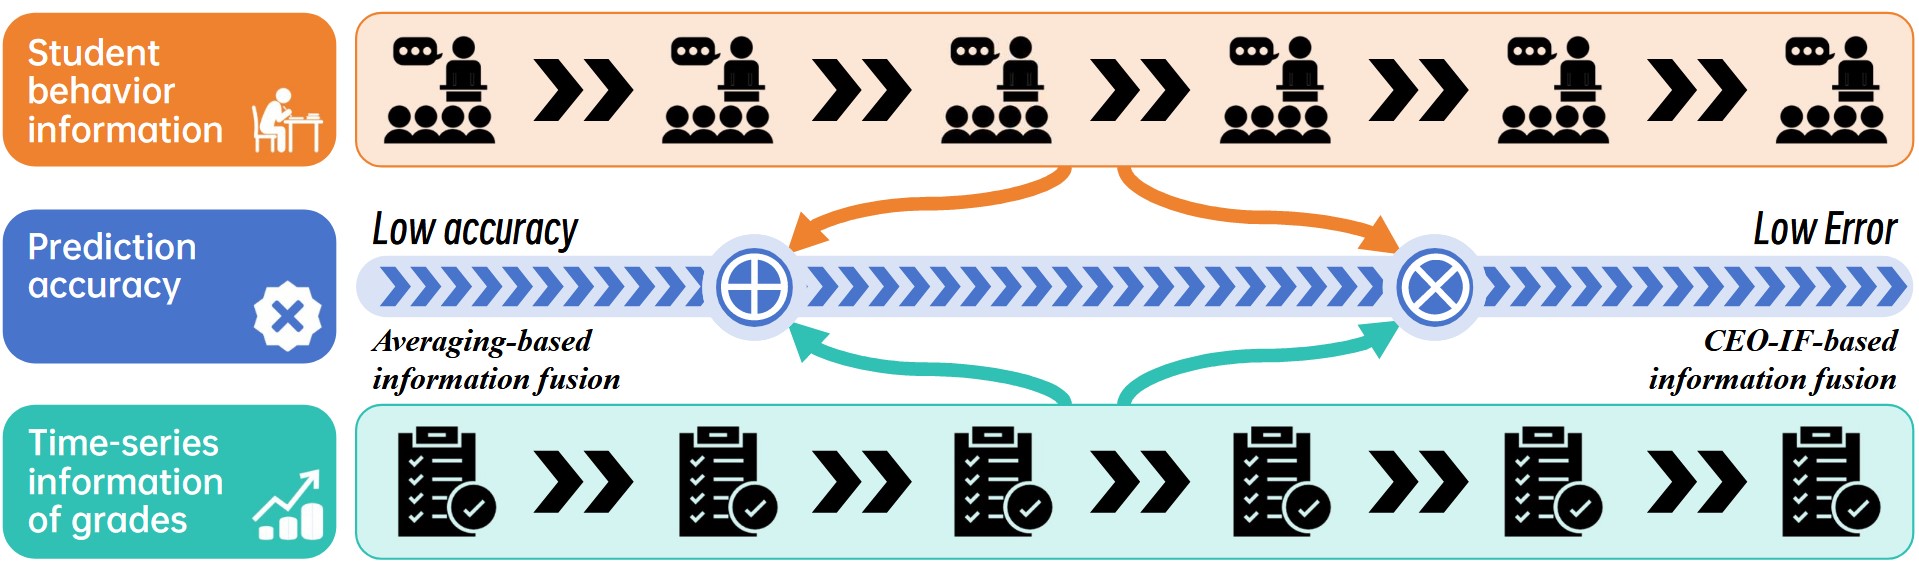 Student
behavior
information
Low accuracy
Low Error
Prediction
accuracy
Averaging-based
information fusion
CEO-IF-based
information fusion
Time-series
information
of grades